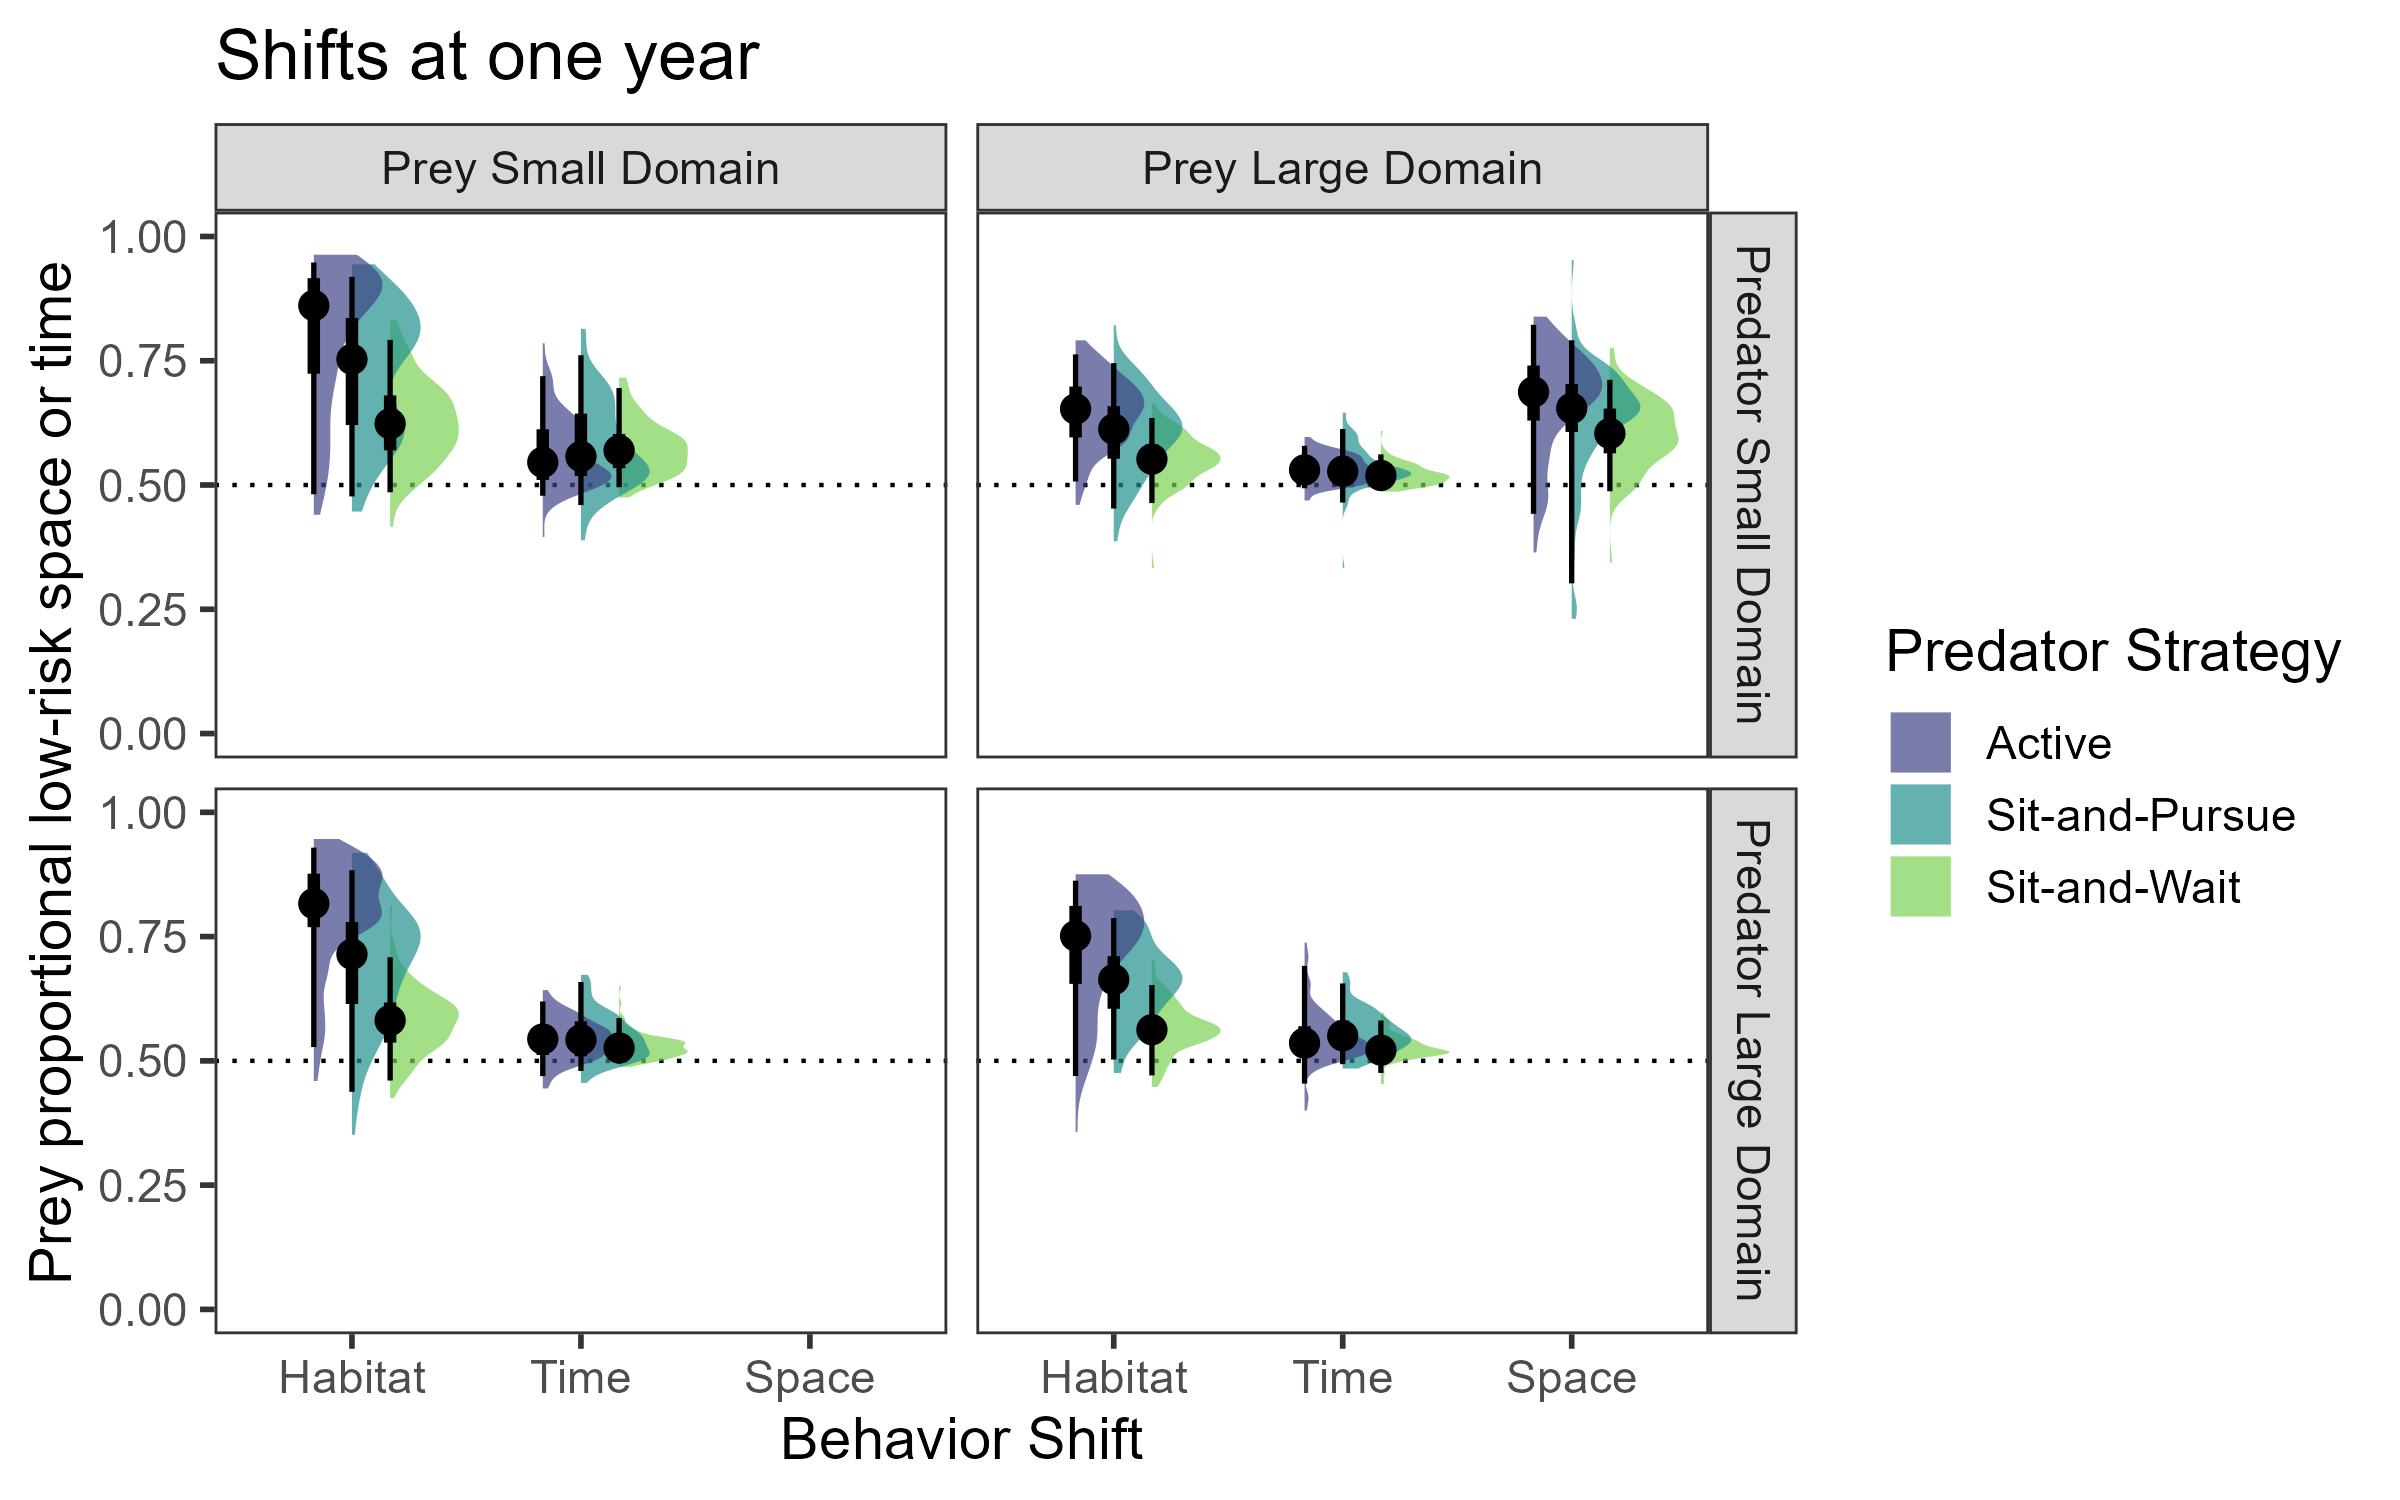 Shifts at one year
Prey Small Domain
Prey Large Domain
Prey proportional low-risk space or time
1.00
0.75
0.50
0.25
0.00
Predator Small Domain
1.00
0.75
0.50
0.25
0.00
Predator Large Domain
Habitat
Time
Space
Habitat
Time
Space
Behavior Shift
Predator Strategy
Active
Sit-and-Pursue
Sit-and-Wait